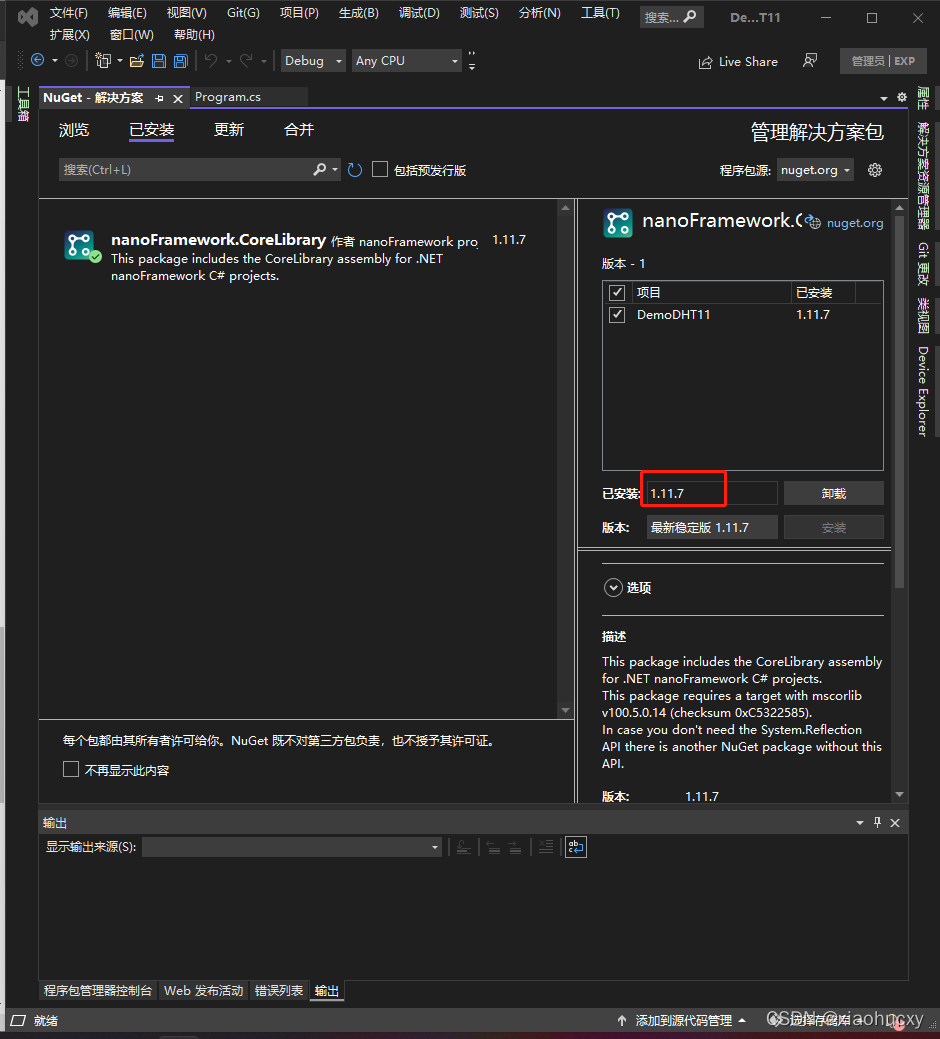 文件(F) 编辑(E) 视图(V) Git(G) 项目(P) 生成(B) 调试(D) 测试(S) 分析(N) 工具(T) 搜索... De...T11
扩展(X) 窗口(W) 帮助(H)
Debug Any CPU Live Share 管理员 EXP
工具箱
NuGet - 解决方案 Program.cs
浏览 已安装 更新 合并 管理解决方案包
搜索(Ctrl+L) 包括预发行版 程序包源: nuget.org
nanoFramework.CoreLibrary 作者 nanoFramework pro 1.11.7
This package includes the CoreLibrary assembly for .NET
nanoFramework C# projects.
nanoFramework.C nuget.org
版本 - 1
项目 已安装
DemoDHT11 1.11.7
已安装: 1.11.7 卸载
版本: 最新稳定版 1.11.7 安装
选项
描述
This package includes the CoreLibrary assembly
for .NET nanoFramework C# projects.
This package requires a target with mscorlib
v100.5.0.14 (checksum 0xC5322585).
In case you don't need the System.Reflection
API there is another NuGet package without this
API.
版本: 1.11.7
每个包都由其所有者许可给你。NuGet 既不对第三方包负责，也不授予其许可证。
不再显示此内容
属性
解决方案资源管理器
Git 更改
类视图
Device Explorer
输出
显示输出来源(S):
程序包管理器控制台 Web 发布活动 错误列表 输出
就绪 添加到源代码管理 选择存储库
CSDN @xiaohncxy